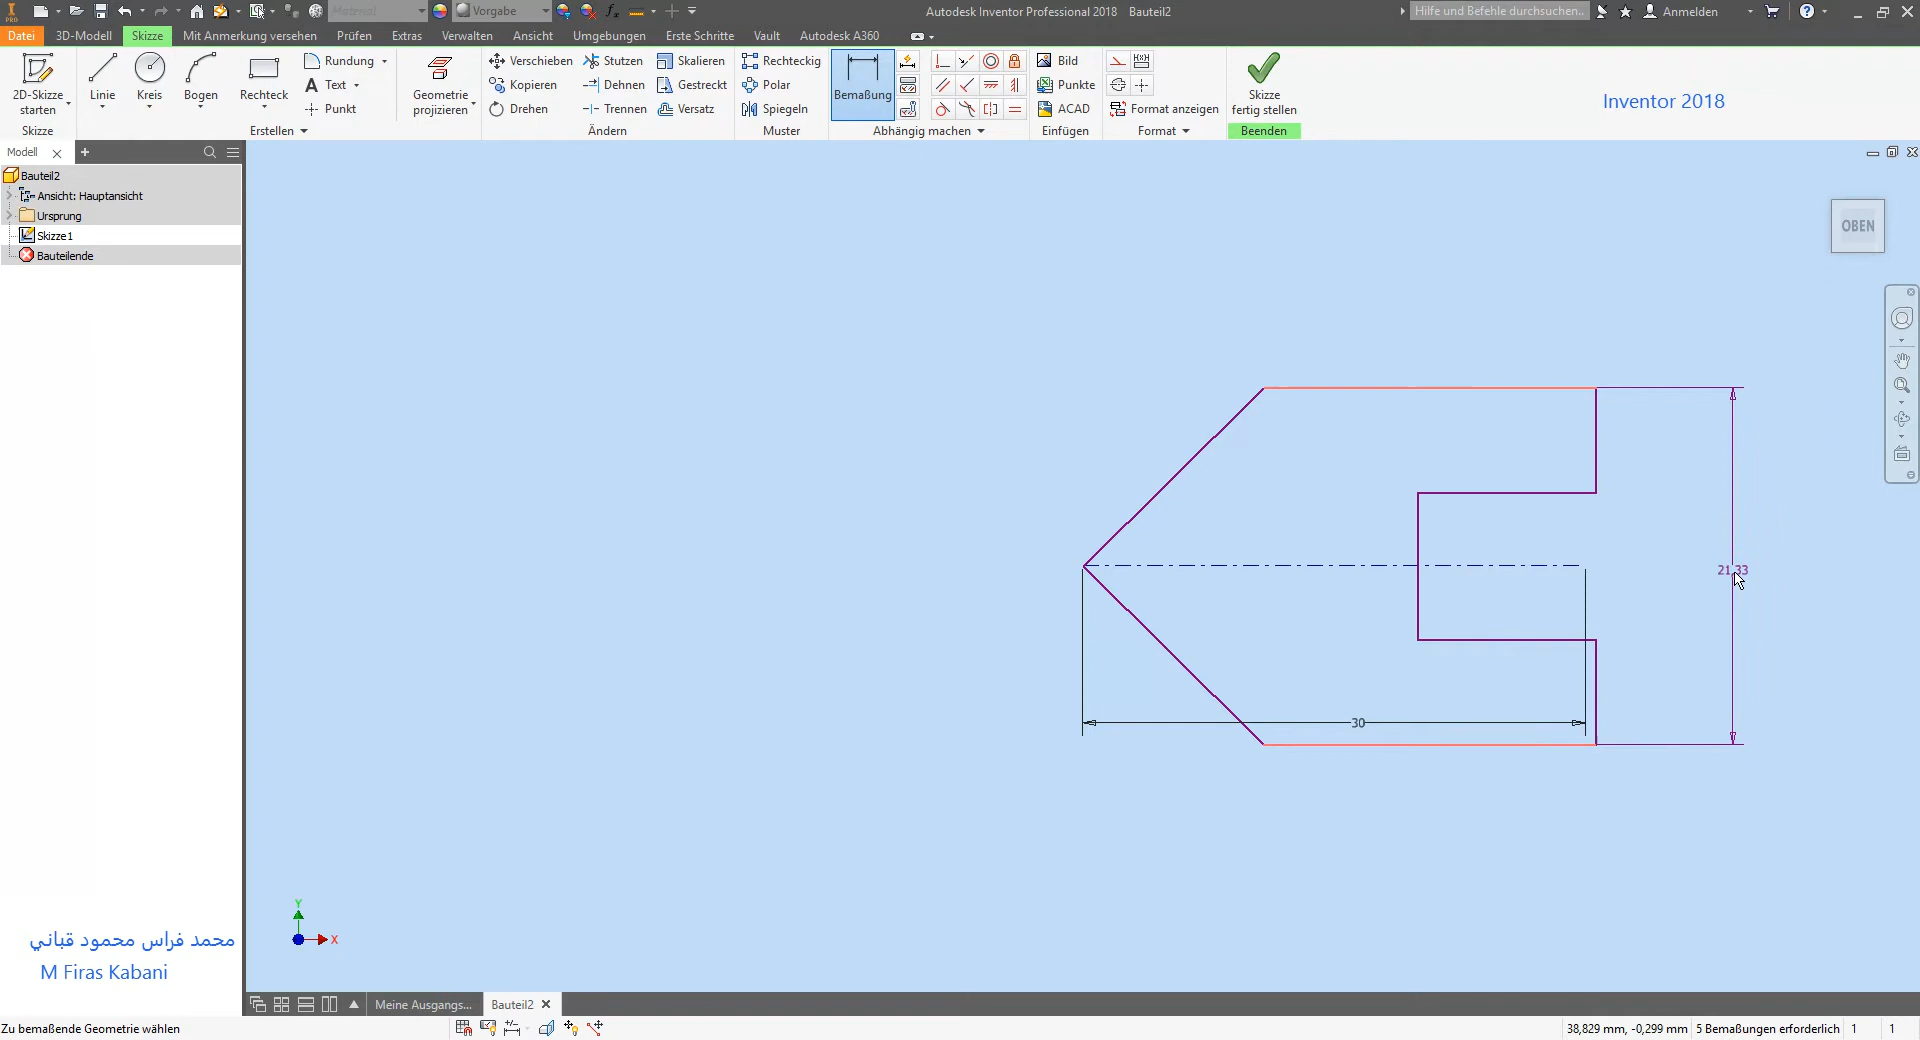 PRO
Material
Vorgabe
Autodesk Inventor Professional 2018 Bauteil2
Hilfe und Befehle durchsuchen...
Anmelden
Datei 3D-Modell Skizze Mit Anmerkung versehen Prüfen Extras Verwalten Ansicht Umgebungen Erste Schritte Vault Autodesk A360
2D-Skizze starten
Linie
Kreis
Bogen
Rechteck
Rundung
Text
Punkt
Geometrie projizieren
Verschieben
Kopieren
Drehen
Stutzen
Dehnen
Trennen
Skalieren
Gestreckt
Versatz
Rechteckig
Polar
Spiegeln
Bemaßung
Bild
Punkte
ACAD
Format anzeigen
Skizze fertig stellen
Inventor 2018
Skizze Erstellen Ändern Muster Abhängig machen Einfügen Format Beenden
Modell
Bauteil2
Ansicht: Hauptansicht
Ursprung
Skizze1
Bauteilende
OBEN
21,33
30
Y
X
محمد فراس محمود قباني
M Firas Kabani
Meine Ausgangs...
Bauteil2
Zu bemaßende Geometrie wählen
38,829 mm, -0,299 mm 5 Bemaßungen erforderlich 1 1